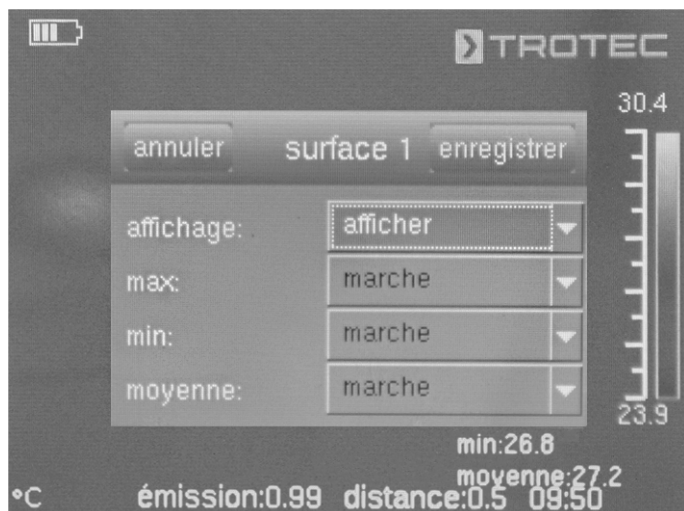 TROTEC
30.4
annuler surface 1 enregistrer
affichage: afficher
max: marche
min: marche
moyenne: marche
23.9
min:26.8
moyenne:27.2
°C émission:0.99 distance:0.5 09:50